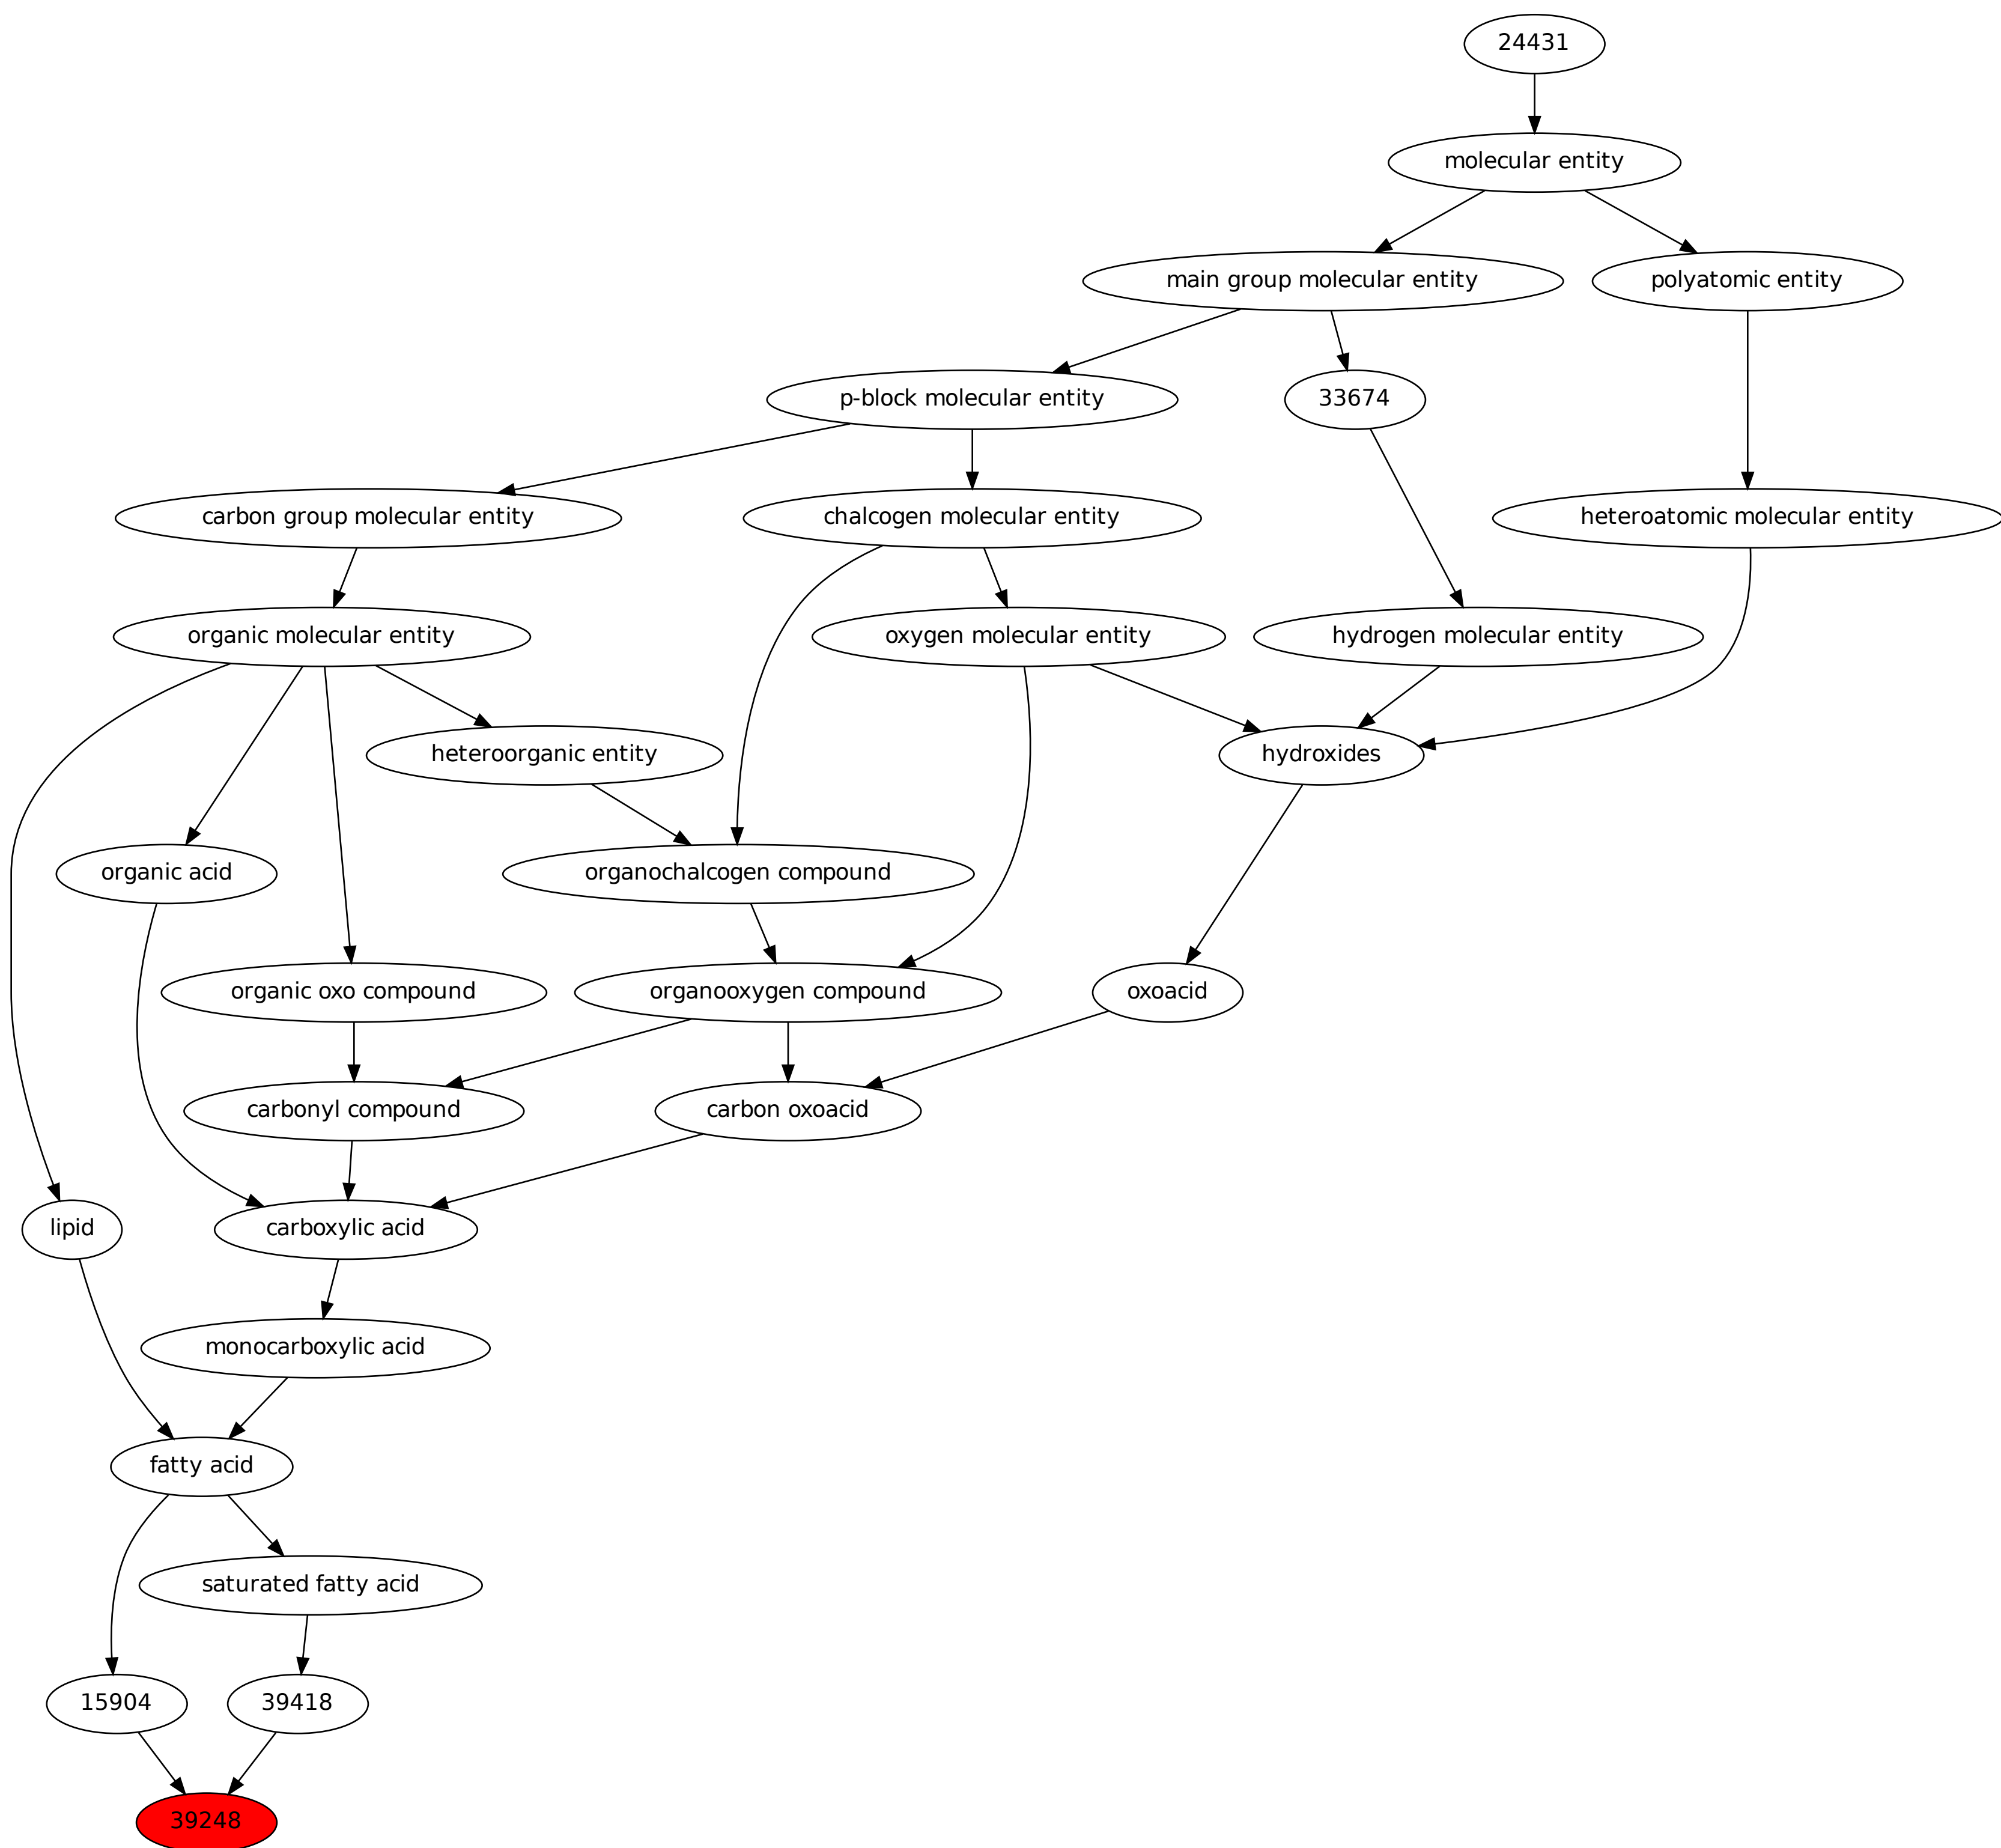 24431
molecular entity
main group molecular entity
polyatomic entity
p-block molecular entity
33674
carbon group molecular entity
chalcogen molecular entity
heteroatomic molecular entity
organic molecular entity
oxygen molecular entity
hydrogen molecular entity
heteroorganic entity
hydroxides
organic acid
organochalcogen compound
organic oxo compound
organooxygen compound
oxoacid
carbonyl compound
carbon oxoacid
lipid
carboxylic acid
monocarboxylic acid
fatty acid
saturated fatty acid
15904
39418
39248